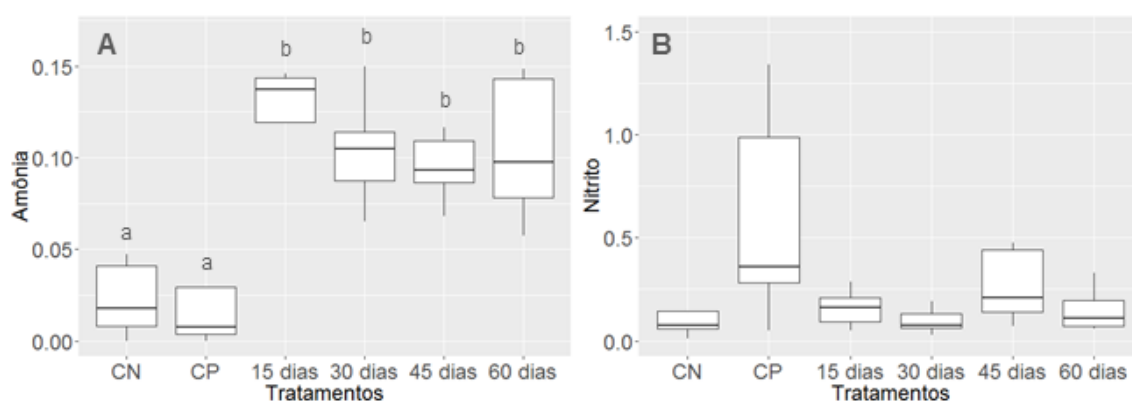 A
Amônia
0.15
0.10
0.05
0.00
a
a
b
b
b
b
CN CP 15 dias 30 dias 45 dias 60 dias
Tratamentos
B
Nitrito
1.5
1.0
0.5
0.0
CN CP 15 dias 30 dias 45 dias 60 dias
Tratamentos